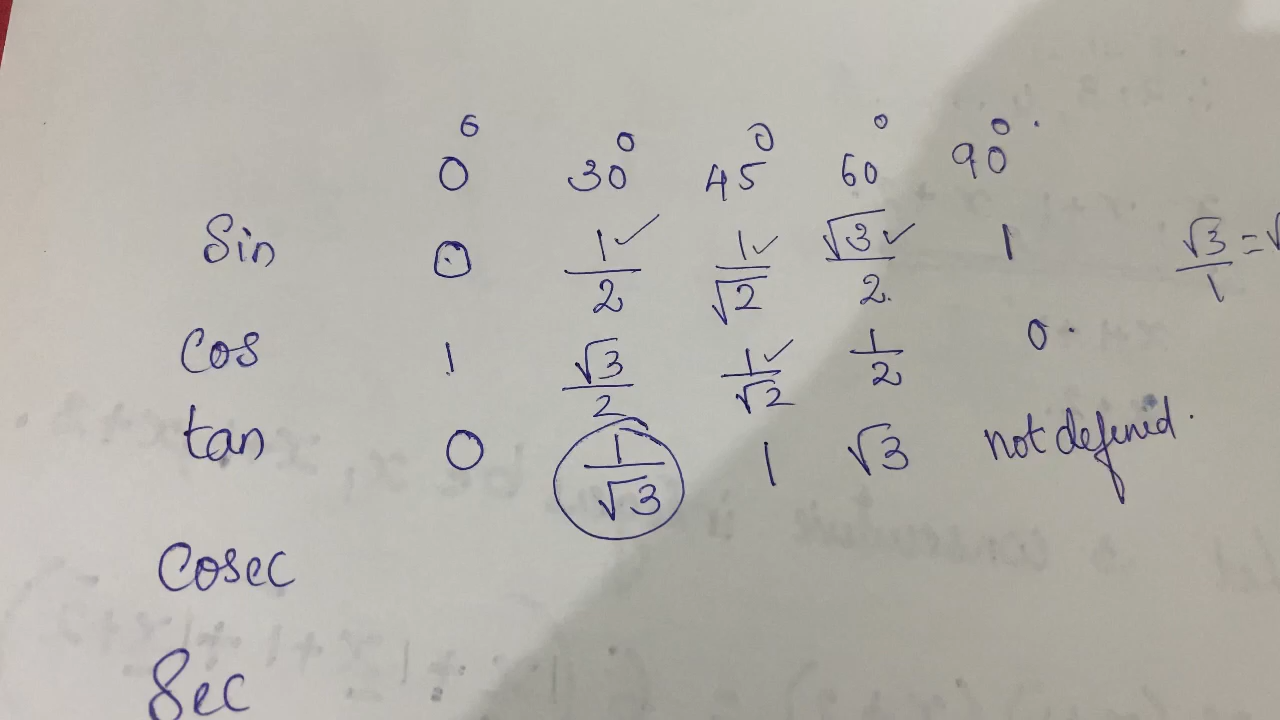 0° 30° 45° 60° 90°.
Sin 0 1/2 1/√2 √3/2 1 √3/1 = √
cos 1 √3/2 1/√2 1/2 0.
tan 0 1/√3 1 √3 not defined.
Cosec
Sec